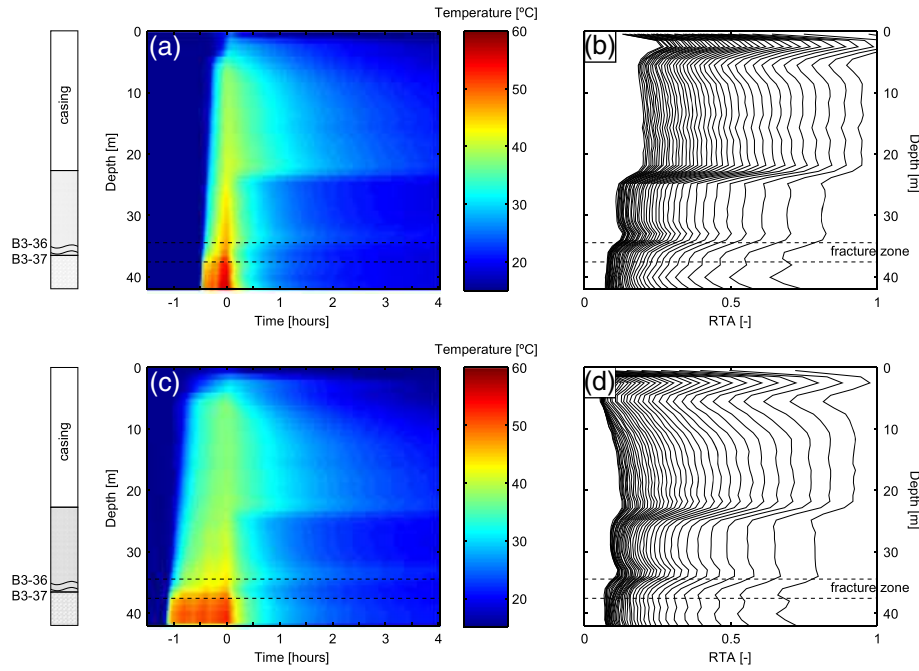 Temperature [ºC]
(a)
(b)
casing
B3-36
B3-37
Depth [m]
0
10
20
30
40
-1
0
1
2
3
4
Time [hours]
60
50
40
30
20
0
10
20
30
40
Depth [m]
fracture zone
0
0.5
1
RTA [-]
Temperature [ºC]
(c)
(d)
casing
B3-36
B3-37
Depth [m]
0
10
20
30
40
-1
0
1
2
3
4
Time [hours]
60
50
40
30
20
0
10
20
30
40
Depth [m]
fracture zone
0
0.5
1
RTA [-]